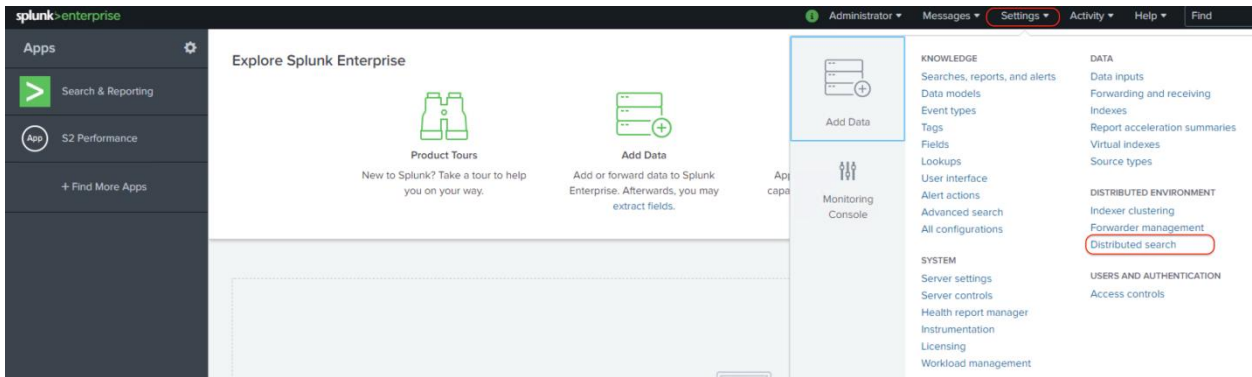 splunk>enterprise
i Administrator Messages Settings Activity Help Find
Apps
Search & Reporting
App S2 Performance
+ Find More Apps
Explore Splunk Enterprise
Product Tours
New to Splunk? Take a tour to help
you on your way.
Add Data
Add or forward data to Splunk
Enterprise. Afterwards, you may
extract fields.
Add Data
Monitoring
Console
KNOWLEDGE
Searches, reports, and alerts
Data models
Event types
Tags
Fields
Lookups
User interface
Alert actions
Advanced search
All configurations
SYSTEM
Server settings
Server controls
Health report manager
Instrumentation
Licensing
Workload management
DATA
Data inputs
Forwarding and receiving
Indexes
Report acceleration summaries
Virtual indexes
Source types
DISTRIBUTED ENVIRONMENT
Indexer clustering
Forwarder management
Distributed search
USERS AND AUTHENTICATION
Access controls